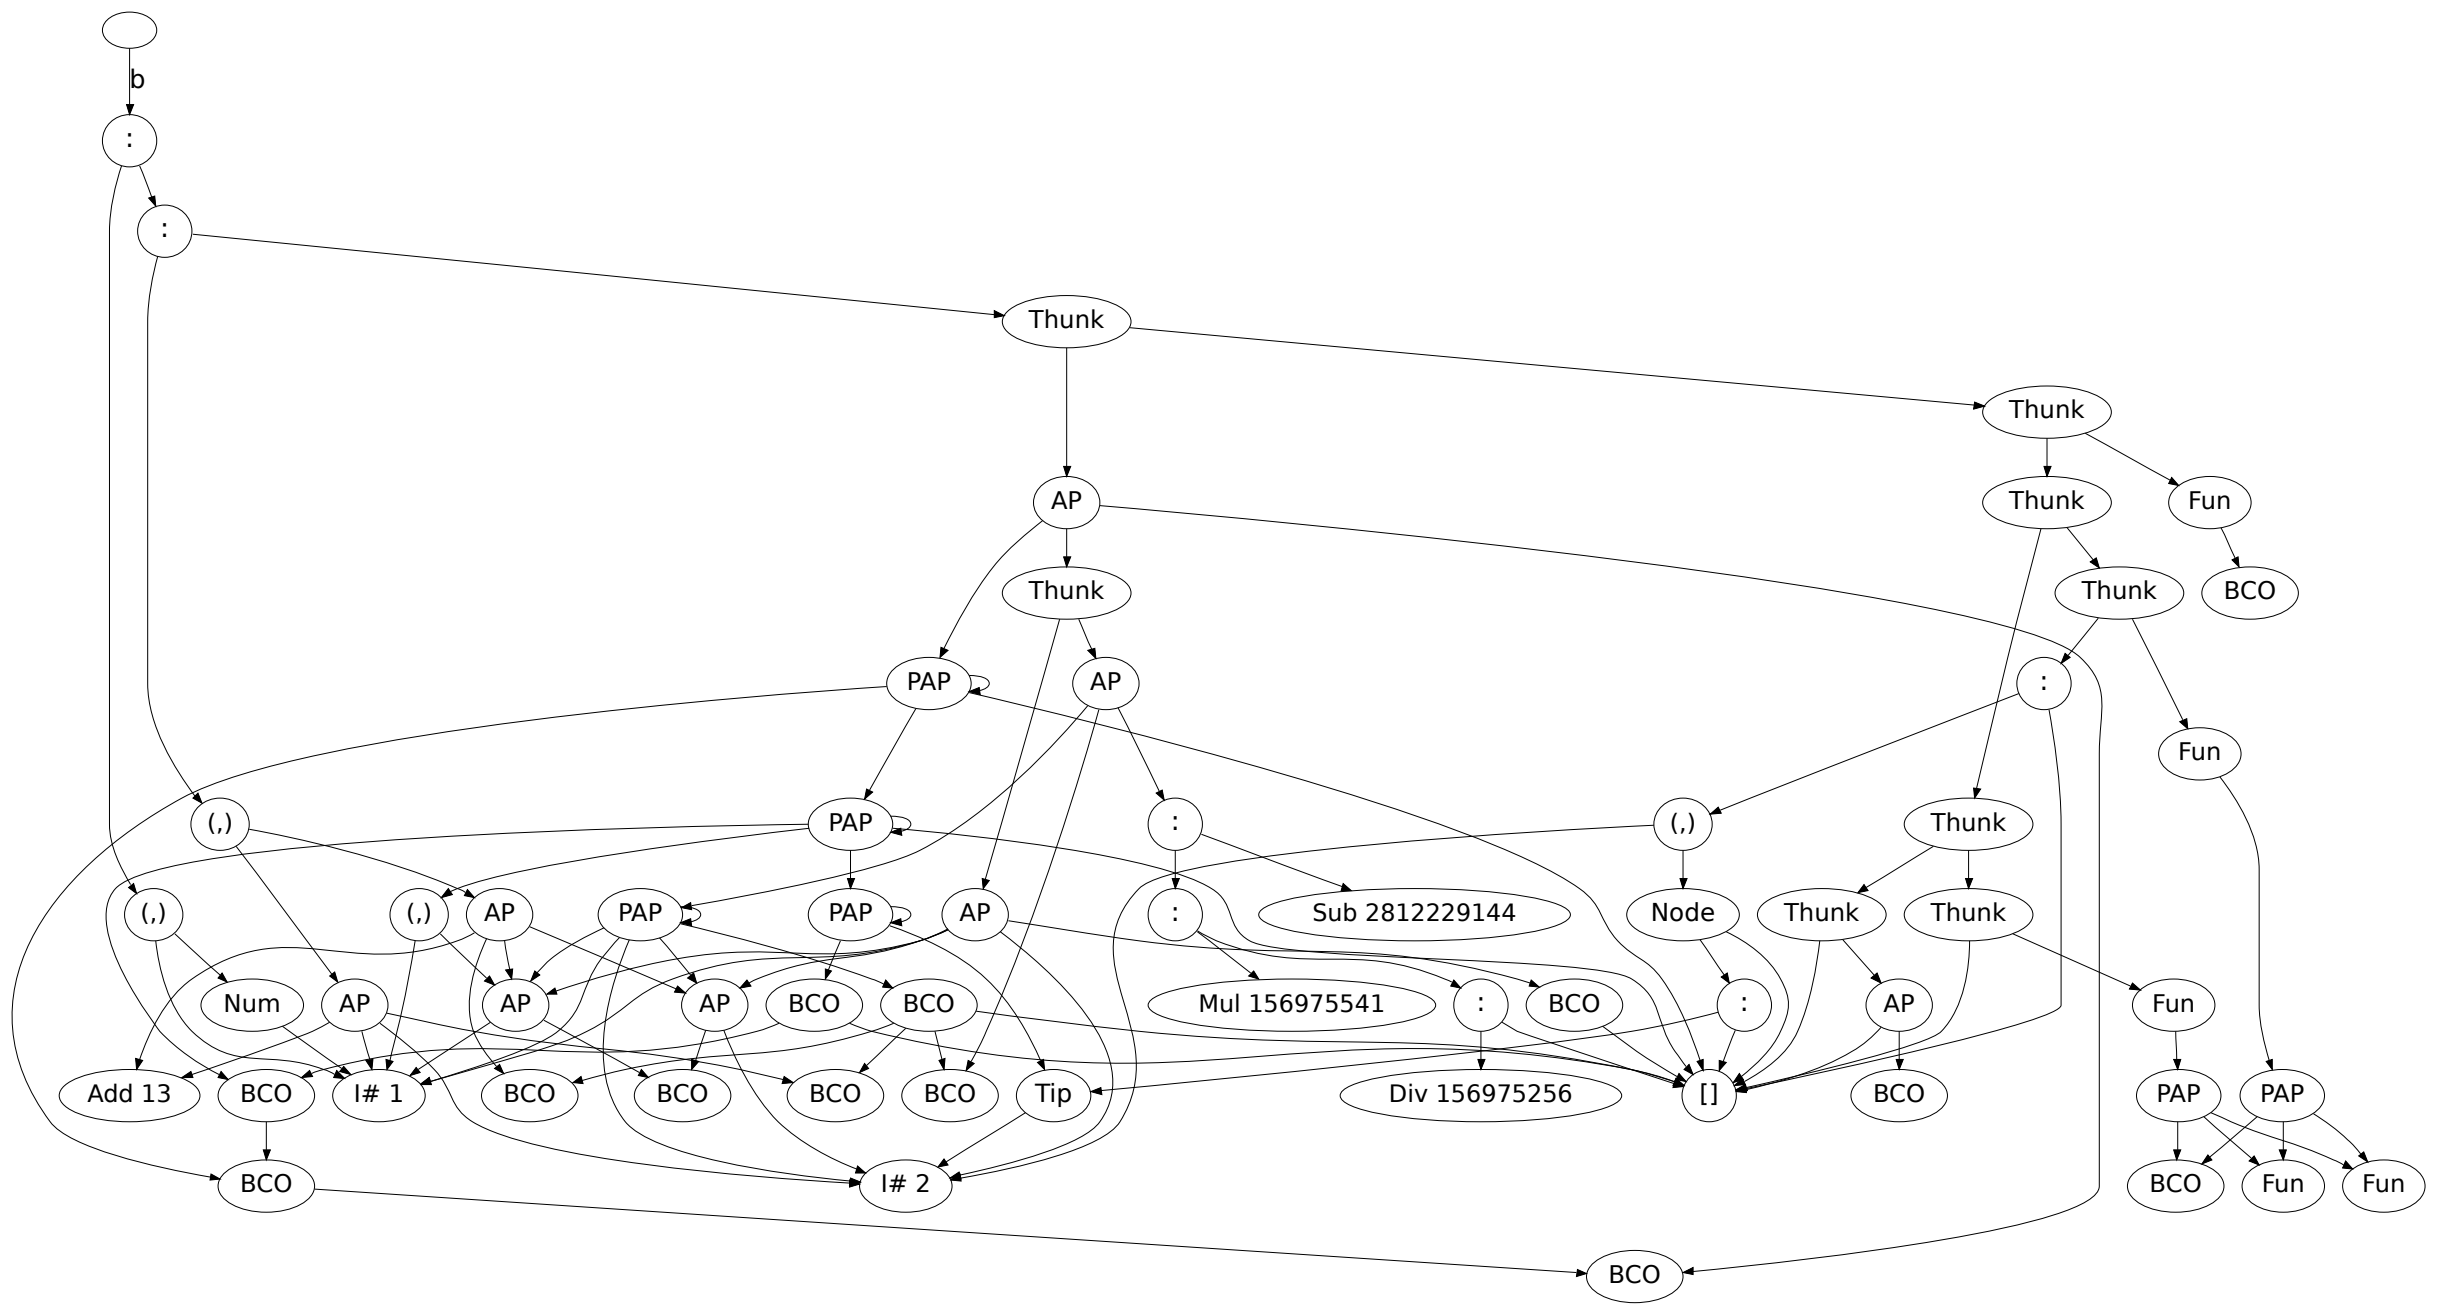 b
:
:
Thunk
Thunk
AP
Thunk
Fun
Thunk
Thunk
BCO
PAP
AP
:
Fun
(,)
PAP
:
(,)
Thunk
(,)
(,)
AP
PAP
PAP
AP
:
Sub 2812229144
Node
Thunk
Thunk
Num
AP
AP
AP
BCO
BCO
Mul 156975541
:
BCO
:
AP
Fun
Add 13
BCO
I# 1
BCO
BCO
BCO
BCO
Tip
Div 156975256
[]
BCO
PAP
PAP
BCO
I# 2
BCO
Fun
Fun
BCO